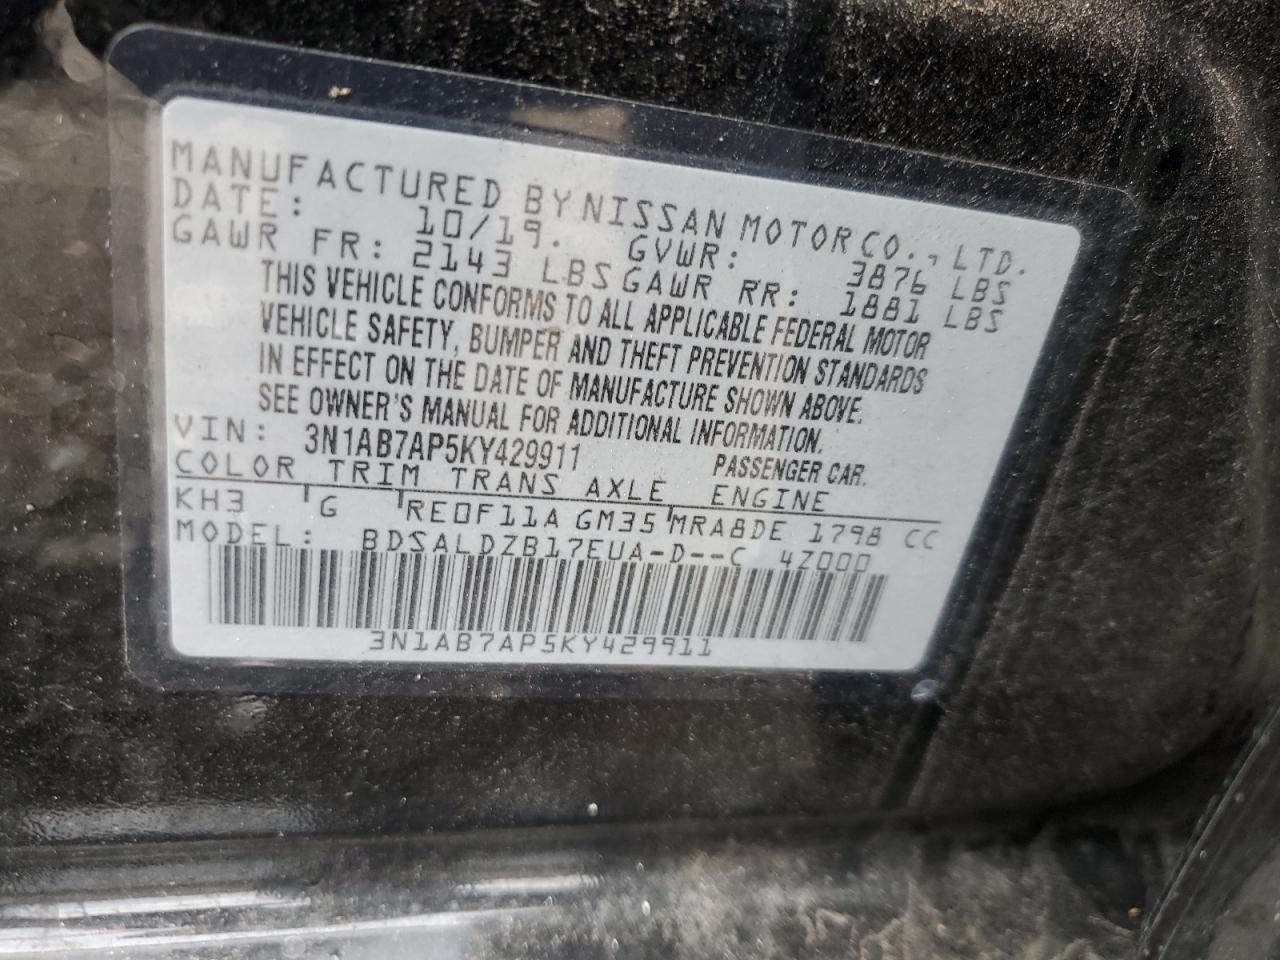 MANUFACTURED BY NISSAN MOTOR CO., LTD.
DATE: 10/19. GVWR: 3876 LBS
GAWR FR: 2143 LBS GAWR RR: 1881 LBS
THIS VEHICLE CONFORMS TO ALL APPLICABLE FEDERAL MOTOR
VEHICLE SAFETY, BUMPER AND THEFT PREVENTION STANDARDS
IN EFFECT ON THE DATE OF MANUFACTURE SHOWN ABOVE.
SEE OWNER'S MANUAL FOR ADDITIONAL INFORMATION.
VIN: 3N1AB7AP5KY429911 PASSENGER CAR.
COLOR TRIM TRANS AXLE ENGINE
KH3 G RE0F11A GM35 MRA8DE 1798 CC
MODEL: BDSALDZB17EUA-D--C 4Z000
3N1AB7AP5KY429911